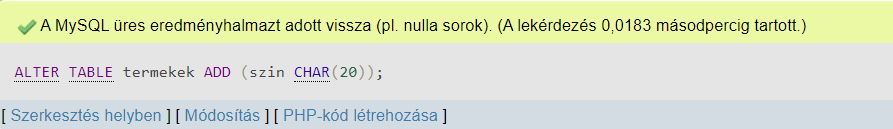 A MySQL üres eredményhalmazt adott vissza (pl. nulla sorok). (A lekérdezés 0,0183 másodpercig tartott.)
ALTER TABLE termekek ADD (szin CHAR(20));
[ Szerkesztés helyben ] [ Módosítás ] [ PHP-kód létrehozása ]